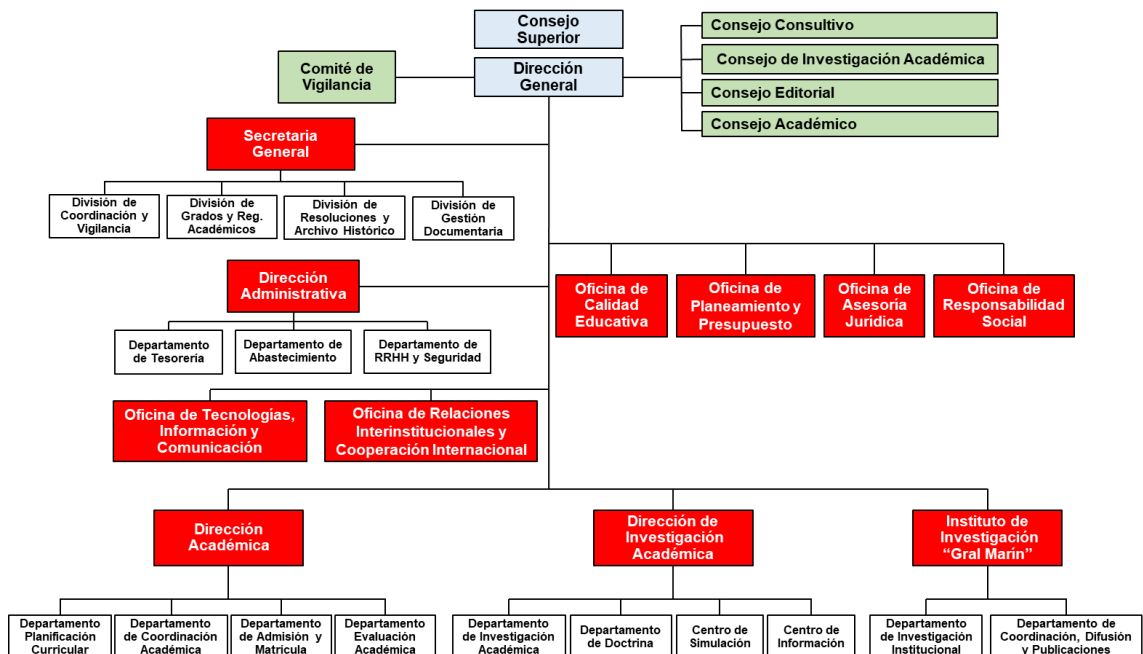 Consejo
Superior
Dirección
General
Comité de
Vigilancia
Consejo Consultivo
Consejo de Investigación Académica
Consejo Editorial
Consejo Académico
Secretaria
General
División de
Coordinación y
Vigilancia
División de
Grados y Reg.
Académicos
División de
Resoluciones y
Archivo Histórico
División de
Gestión
Documentaria
Dirección
Administrativa
Departamento
de Tesorería
Departamento de
Abastecimiento
Departamento de
RRHH y Seguridad
Oficina de
Calidad
Educativa
Oficina de
Planeamiento y
Presupuesto
Oficina de
Asesoría
Jurídica
Oficina de
Responsabilidad
Social
Oficina de Tecnologías,
Información y
Comunicación
Oficina de Relaciones
Interinstitucionales y
Cooperación Internacional
Dirección
Académica
Dirección de
Investigación
Académica
Instituto de
Investigación
“Gral Marín”
Departamento
Planificación
Curricular
Departamento
de Coordinación
Académica
Departamento
de Admisión y
Matricula
Departamento
Evaluación
Académica
Departamento
de Investigación
Académica
Departamento
de Doctrina
Centro de
Simulación
Centro de
Información
Departamento
de Investigación
Institucional
Departamento de
Coordinación, Difusión
y Publicaciones